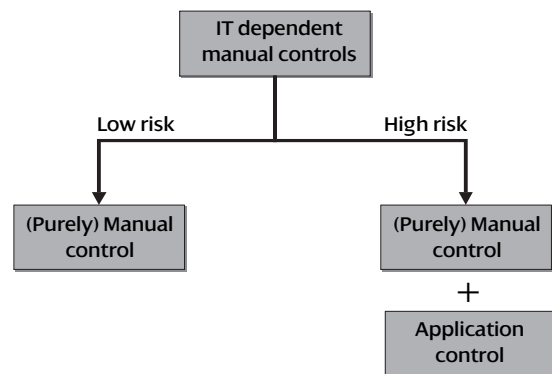 IT dependent
manual controls
Low risk
High risk
(Purely) Manual
control
(Purely) Manual
control
+
Application
control